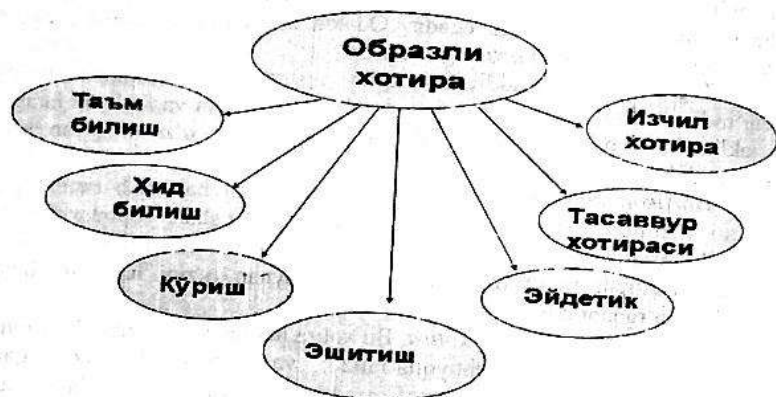 Образли
хотира
Таъм
билиш
Изчил
хотира
Ҳид
билиш
Тасаввур
хотираси
Кўриш
Эйдетик
Эшитиш